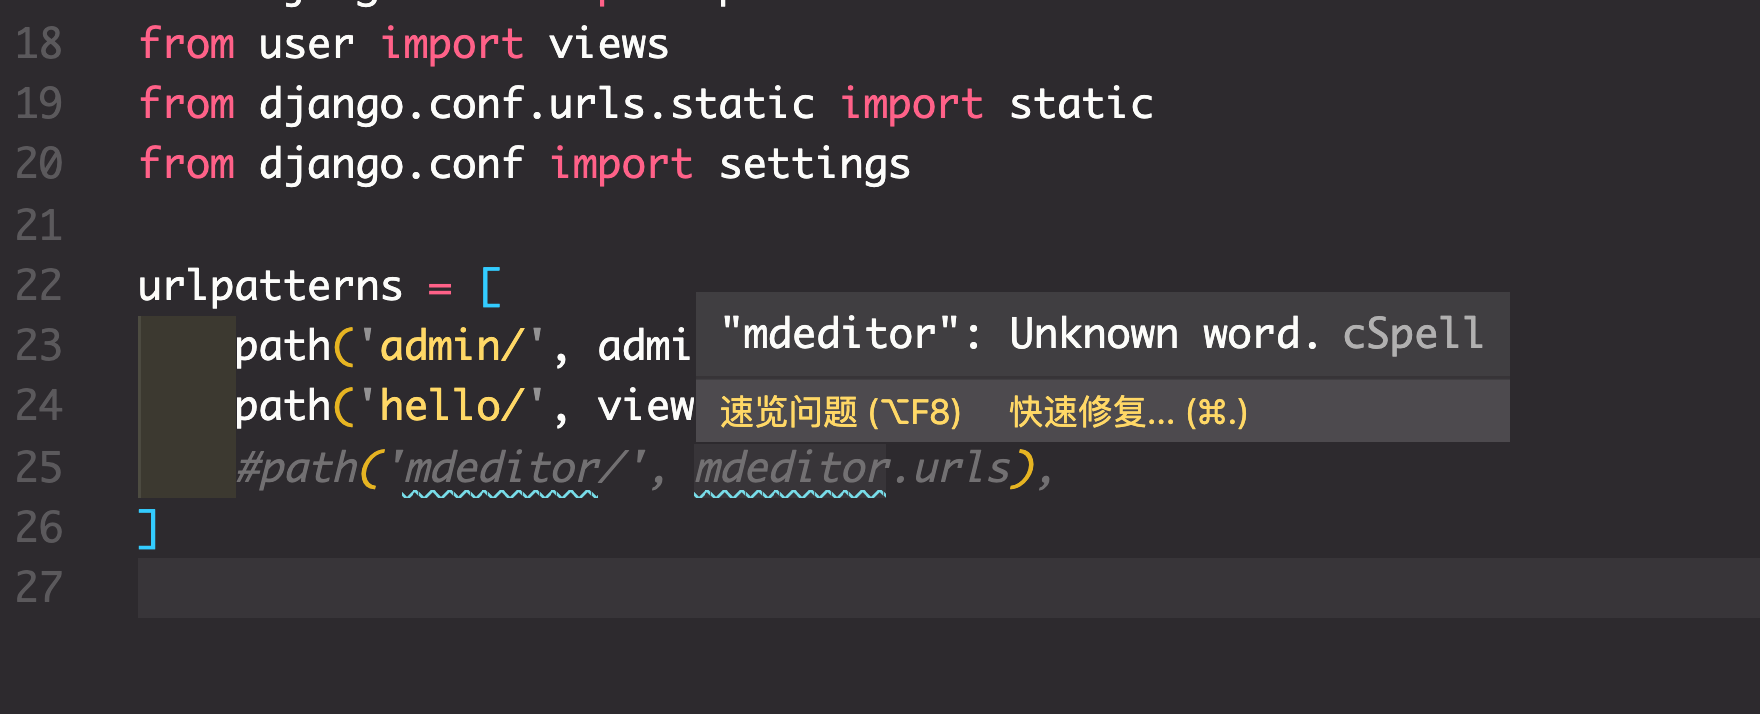 18 from user import views
19 from django.conf.urls.static import static
20 from django.conf import settings
21
22 urlpatterns = [
23 path('admin/', admi
24 path('hello/', view
"mdeditor": Unknown word. cSpell
速览问题 (⌥F8) 快速修复... (⌘.)
25 #path('mdeditor/', mdeditor.urls),
26 ]
27